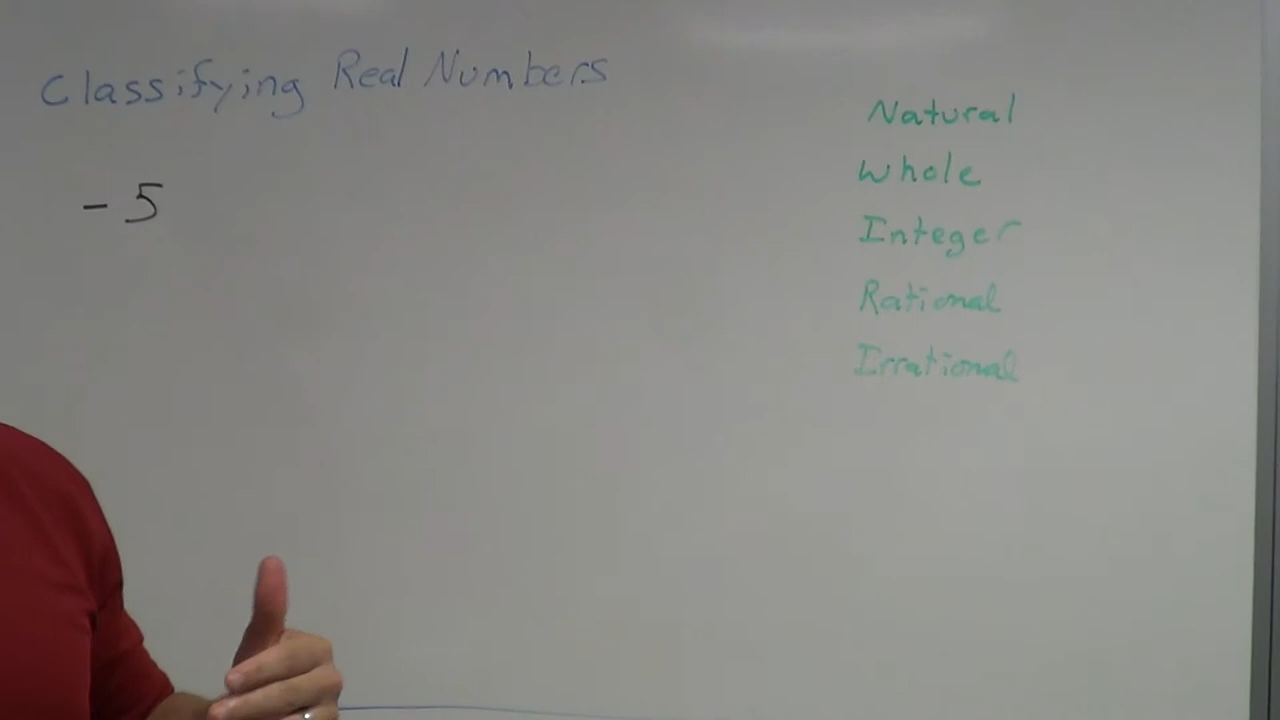 Classifying Real Numbers
- 5
Natural
Whole
Integer
Rational
Irrational